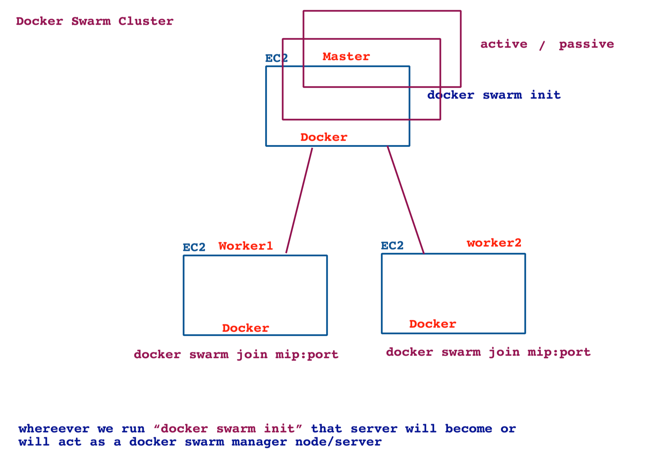 Docker Swarm Cluster
active / passive
EC2 Master
docker swarm init
Docker
EC2 Worker1
EC2 worker2
Docker
Docker
docker swarm join mip:port
docker swarm join mip:port
whereever we run “docker swarm init” that server will become or
will act as a docker swarm manager node/server